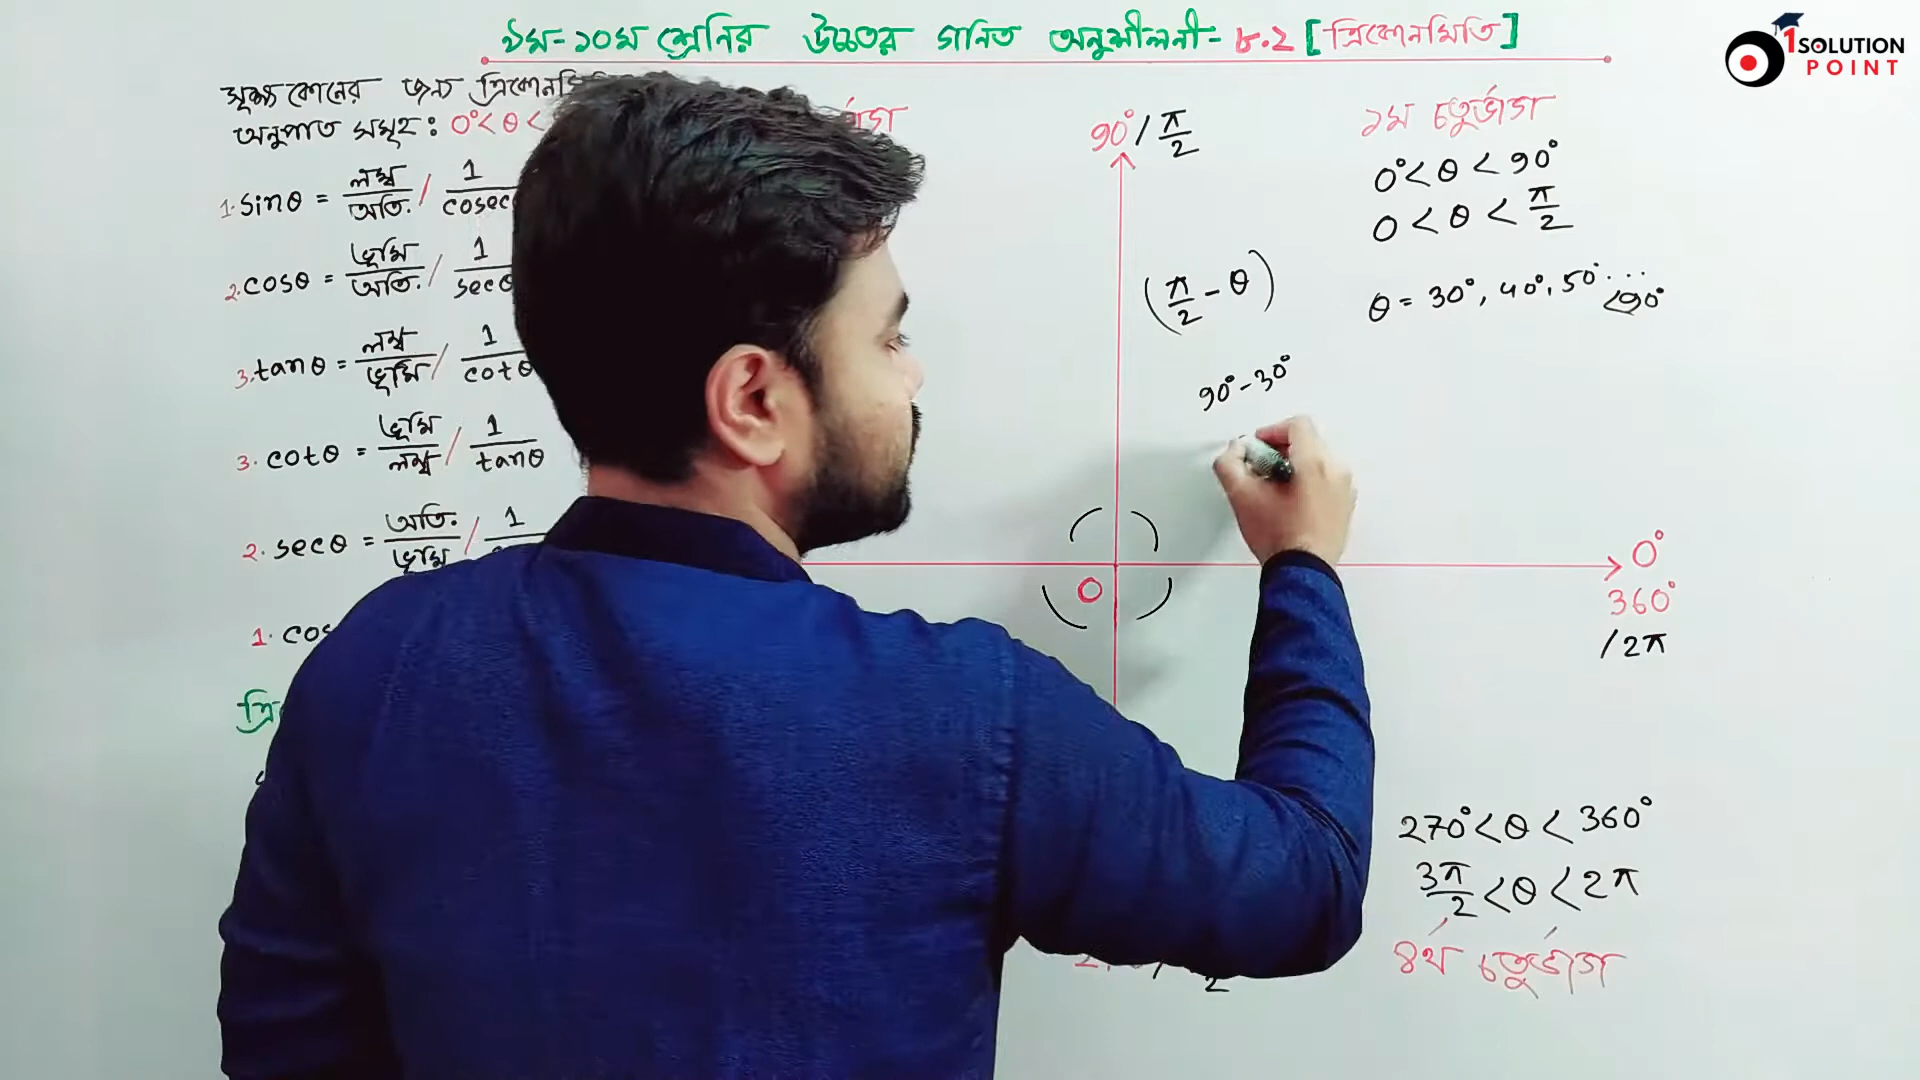 ৯ম-১০ম শ্রেনির উচ্চতর গনিত অনুশীলনী- ৮.২ [ত্রিকোনমিতি]
1SOLUTION
POINT
সূক্ষ্ম কোনের জন্য
অনুপাত সমূহ: 0°<θ<
1. sinθ = লম্ব/অতি. / 1/cosec
2. cosθ = ভূমি/অতি. / 1/secθ
3. tanθ = লম্ব/ভূমি / 1/cotθ
3. cotθ = ভূমি/লম্ব / 1/tanθ
2. secθ = অতি./ভূমি / 1
1. cos
ত্রি
90°/π/2
(π/2 - θ)
90°-30°
0
0°
360°
/2π
১ম চতুর্ভাগ
0°<θ<90°
0<θ<π/2
θ = 30°, 40°, 50°...
<90°
270°<θ<360°
3π/2<θ<2π
৪র্থ চতুর্ভাগ
2